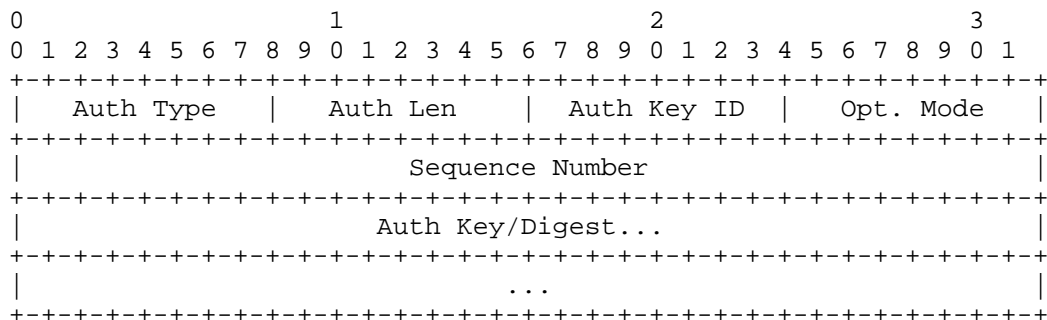 0                   1                   2                   3
0 1 2 3 4 5 6 7 8 9 0 1 2 3 4 5 6 7 8 9 0 1 2 3 4 5 6 7 8 9 0 1
+-+-+-+-+-+-+-+-+-+-+-+-+-+-+-+-+-+-+-+-+-+-+-+-+-+-+-+-+-+-+-+-+
|   Auth Type   |   Auth Len    |  Auth Key ID  |   Opt. Mode   |
+-+-+-+-+-+-+-+-+-+-+-+-+-+-+-+-+-+-+-+-+-+-+-+-+-+-+-+-+-+-+-+-+
|                        Sequence Number                        |
+-+-+-+-+-+-+-+-+-+-+-+-+-+-+-+-+-+-+-+-+-+-+-+-+-+-+-+-+-+-+-+-+
|                      Auth Key/Digest...                       |
+-+-+-+-+-+-+-+-+-+-+-+-+-+-+-+-+-+-+-+-+-+-+-+-+-+-+-+-+-+-+-+-+
|                              ...                              |
+-+-+-+-+-+-+-+-+-+-+-+-+-+-+-+-+-+-+-+-+-+-+-+-+-+-+-+-+-+-+-+-+